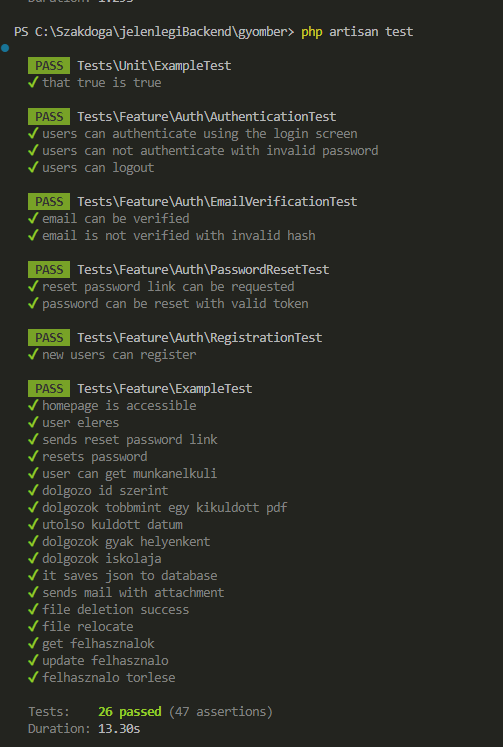 PS C:\Szakdoga\jelenlegiBackend\gyomber> php artisan test
PASS Tests\Unit\ExampleTest
✓ that true is true
PASS Tests\Feature\Auth\AuthenticationTest
✓ users can authenticate using the login screen
✓ users can not authenticate with invalid password
✓ users can logout
PASS Tests\Feature\Auth\EmailVerificationTest
✓ email can be verified
✓ email is not verified with invalid hash
PASS Tests\Feature\Auth\PasswordResetTest
✓ reset password link can be requested
✓ password can be reset with valid token
PASS Tests\Feature\Auth\RegistrationTest
✓ new users can register
PASS Tests\Feature\ExampleTest
✓ homepage is accessible
✓ user eleres
✓ sends reset password link
✓ resets password
✓ user can get munkanelkuli
✓ dolgozo id szerint
✓ dolgozok tobbmint egy kikuldott pdf
✓ utolso kuldott datum
✓ dolgozok gyak helyenkent
✓ dolgozok iskolaja
✓ it saves json to database
✓ sends mail with attachment
✓ file deletion success
✓ file relocate
✓ get felhasznalok
✓ update felhasznalo
✓ felhasznalo torlese
Tests: 26 passed (47 assertions)
Duration: 13.30s